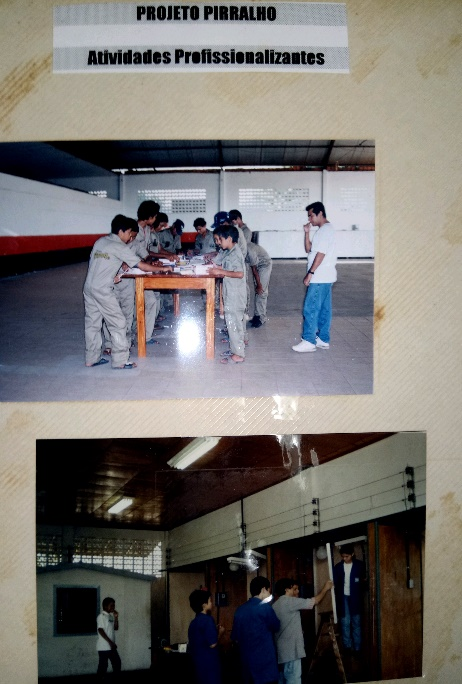 PROJETO PIRRALHO
Atividades Profissionalizantes